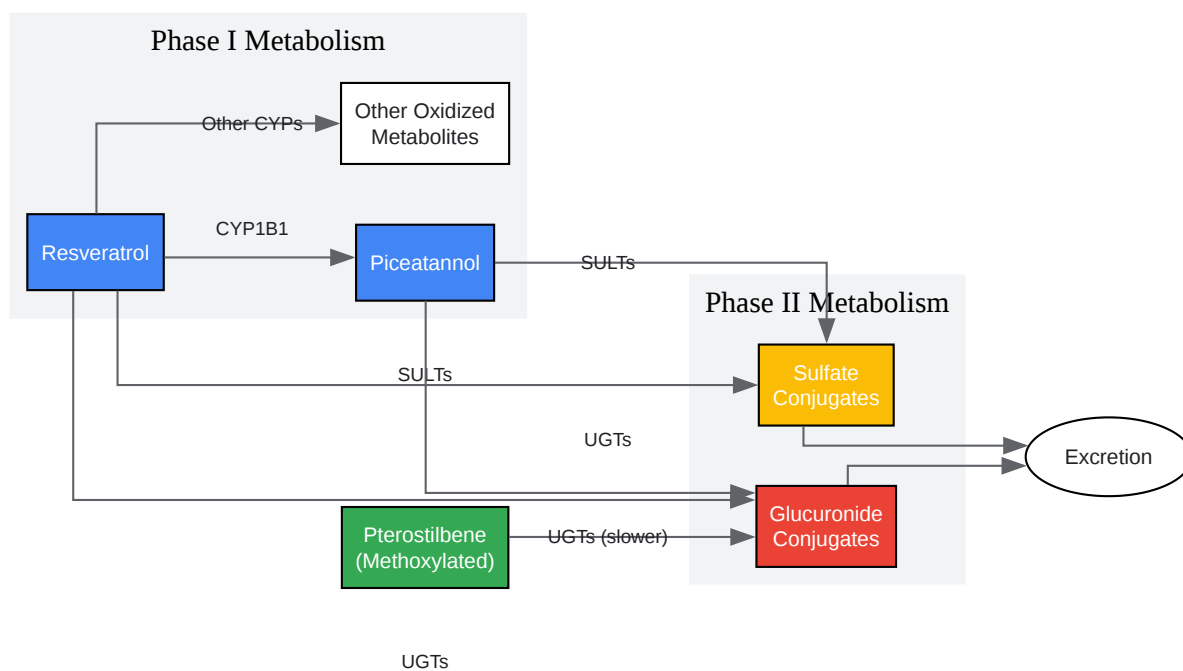 Phase I Metabolism
Other Oxidized
Metabolites
Other CYPs
CYP1B1
Resveratrol
Piceatannol
SULTs
Phase II Metabolism
Sulfate
Conjugates
SULTs
UGTs
Excretion
Glucuronide
Conjugates
Pterostilbene
(Methoxylated)
UGTs (slower)
UGTs